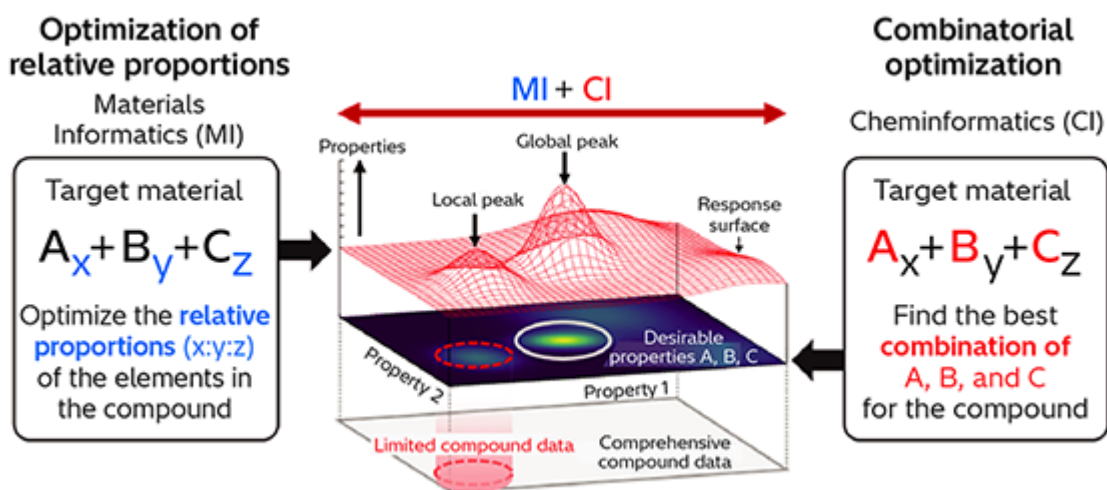 Optimization of
relative proportions
Materials
Informatics (MI)
Target material
Ax+By+Cz
Optimize the relative
proportions (x:y:z)
of the elements in
the compound
MI + CI
Properties
Global peak
Local peak
Response
surface
Desirable
properties A, B, C
Property 2
Property 1
Limited compound data
Comprehensive
compound data
Combinatorial
optimization
Cheminformatics (CI)
Target material
Ax+By+Cz
Find the best
combination of
A, B, and C
for the compound